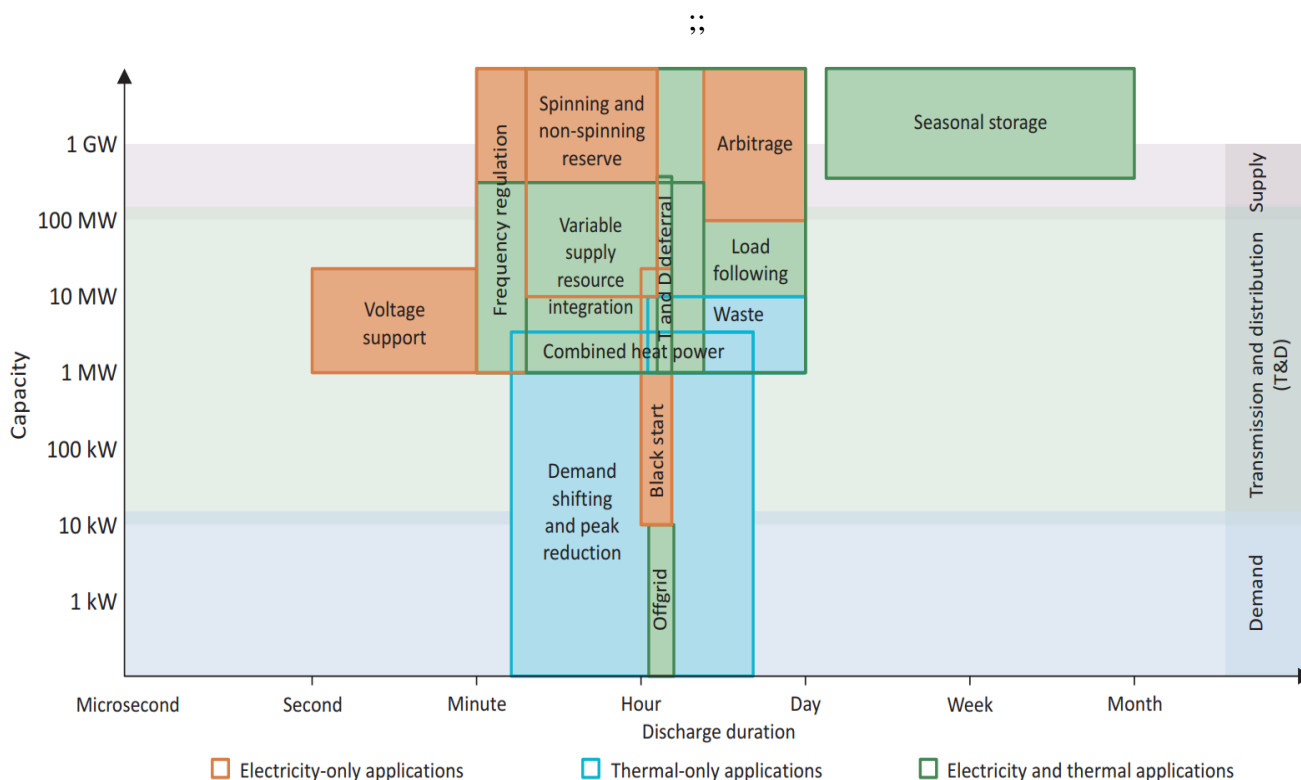 ;;
Spinning and
non-spinning
reserve
Arbitrage
Seasonal storage
1 GW
Supply
Frequency regulation
100 MW
Variable
supply
resource
integration
T and D deferral
Load
following
Transmission and distribution
(T&D)
10 MW
Voltage
support
Waste
Combined heat power
1 MW
Capacity
100 kW
Demand
shifting
and peak
reduction
Black start
10 kW
Offgrid
Demand
1 kW
Microsecond
Second
Minute
Hour
Day
Week
Month
Discharge duration
Electricity-only applications
Thermal-only applications
Electricity and thermal applications